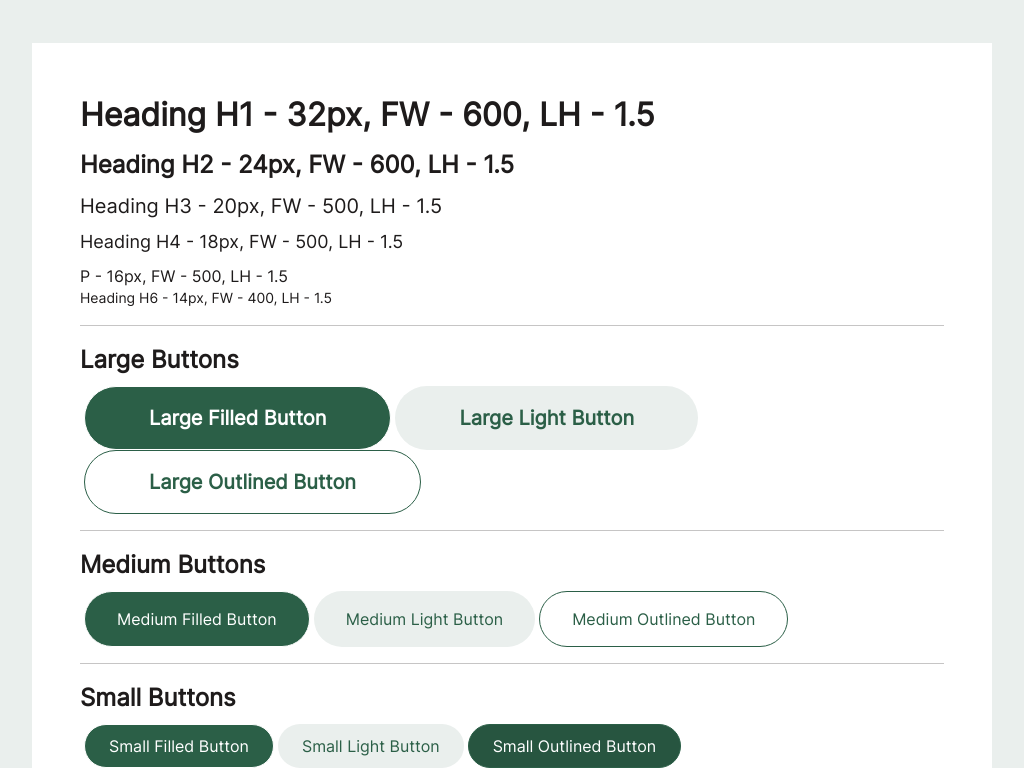 Heading H1 - 32px, FW - 600, LH - 1.5
Heading H2 - 24px, FW - 600, LH - 1.5
Heading H3 - 20px, FW - 500, LH - 1.5
Heading H4 - 18px, FW - 500, LH - 1.5
P - 16px, FW - 500, LH - 1.5
Heading H6 - 14px, FW - 400, LH - 1.5
Large Buttons
Large Filled Button Large Light Button
Large Outlined Button
Medium Buttons
Medium Filled Button Medium Light Button Medium Outlined Button
Small Buttons
Small Filled Button Small Light Button Small Outlined Button